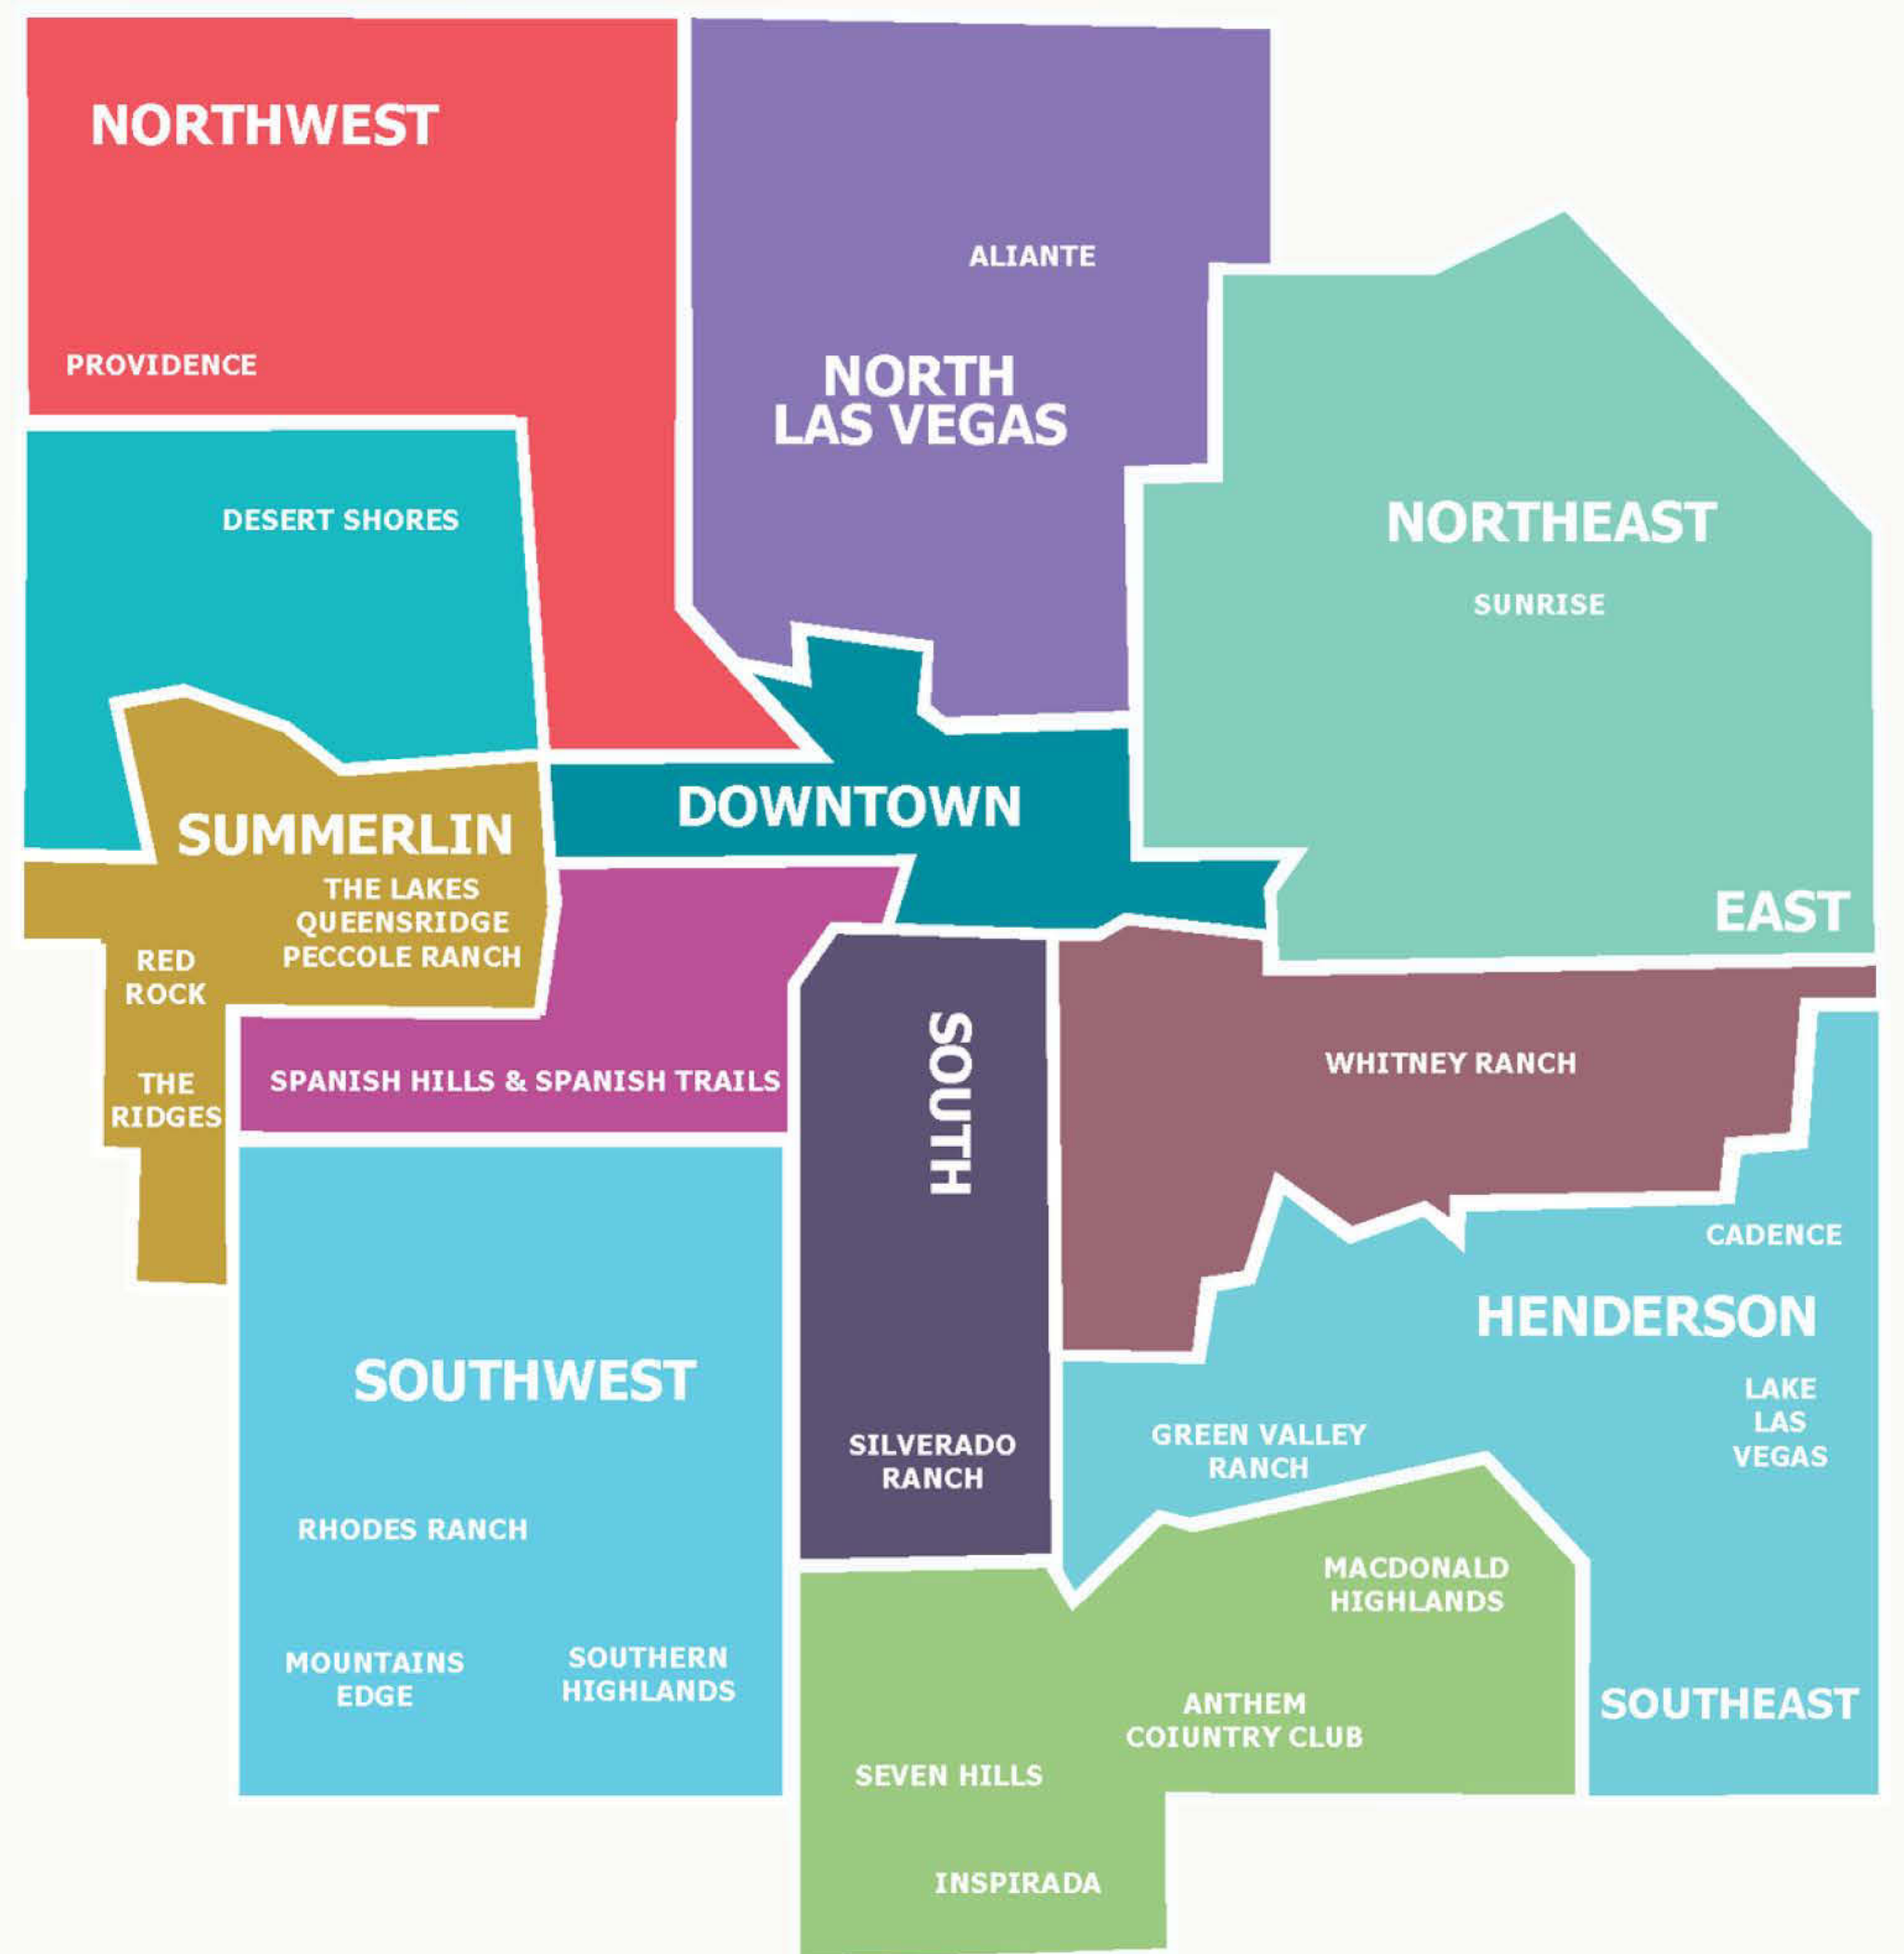 NORTHWEST
PROVIDENCE
ALIANTE
NORTH
LAS VEGAS
NORTHEAST
SUNRISE
EAST
DESERT SHORES
SUMMERLIN
THE LAKES
QUEENSRIDGE
PECCOLE RANCH
RED
ROCK
THE
RIDGES
DOWNTOWN
SPANISH HILLS & SPANISH TRAILS
SOUTH
SILVERADO
RANCH
WHITNEY RANCH
CADENCE
HENDERSON
LAKE
LAS
VEGAS
GREEN VALLEY
RANCH
SOUTHWEST
RHODES RANCH
MOUNTAINS
EDGE
SOUTHERN
HIGHLANDS
MACDONALD
HIGHLANDS
ANTHEM
COIUNTRY CLUB
SEVEN HILLS
INSPIRADA
SOUTHEAST